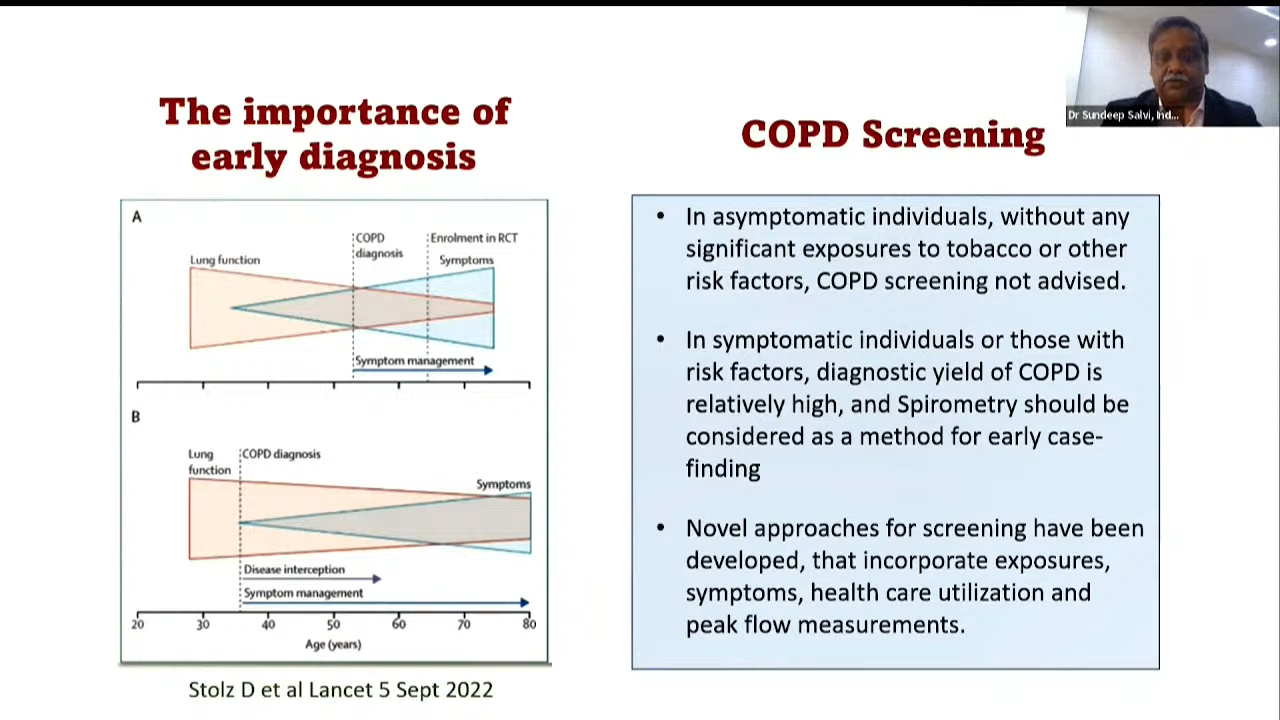 The importance of
early diagnosis
A
COPD
diagnosis
Enrolment in RCT
Lung function
Symptoms
Symptom management
B
Lung
function
COPD diagnosis
Symptoms
Disease interception
Symptom management
20 30 40 50 60 70 80
Age (years)
Stolz D et al Lancet 5 Sept 2022
COPD Screening
• In asymptomatic individuals, without any
significant exposures to tobacco or other
risk factors, COPD screening not advised.
• In symptomatic individuals or those with
risk factors, diagnostic yield of COPD is
relatively high, and Spirometry should be
considered as a method for early case-
finding
• Novel approaches for screening have been
developed, that incorporate exposures,
symptoms, health care utilization and
peak flow measurements.
Dr Sundeep Salvi, Ind...